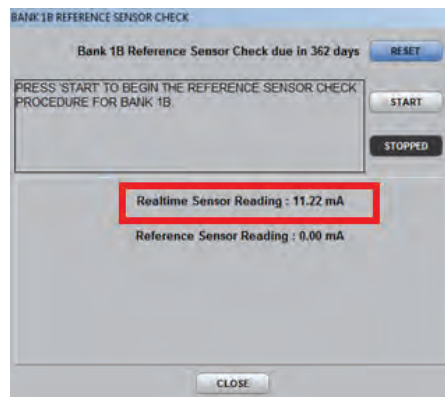 BANK 1B REFERENCE SENSOR CHECK
Bank 1B Reference Sensor Check due in 362 days
RESET
PRESS 'START' TO BEGIN THE REFERENCE SENSOR CHECK
PROCEDURE FOR BANK 1B.
START
STOPPED
Realtime Sensor Reading : 11.22 mA
Reference Sensor Reading : 0.00 mA
CLOSE